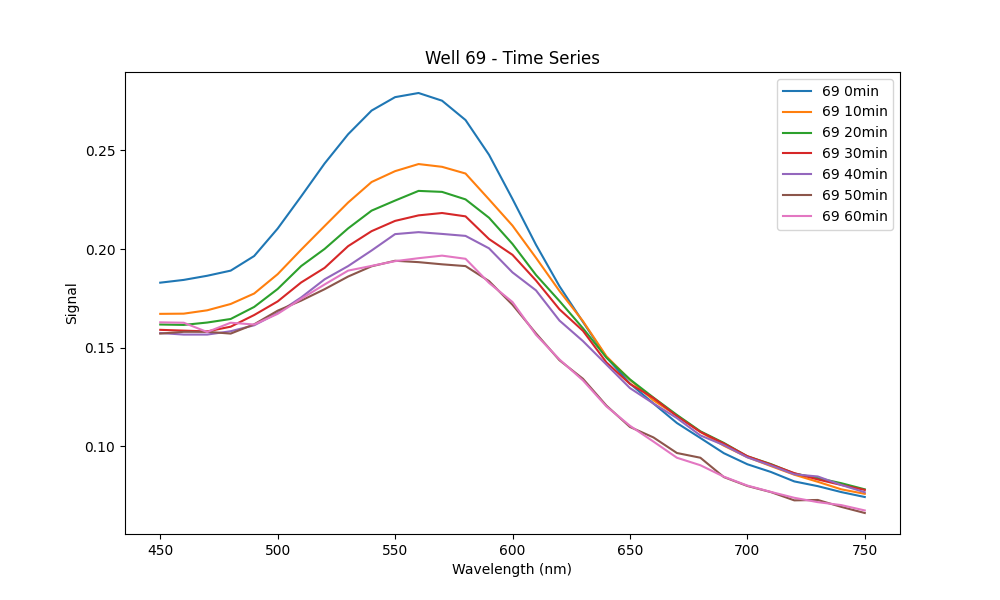 Well 69 - Time Series
69 0min
69 10min
69 20min
69 30min
69 40min
69 50min
69 60min
Signal
0.25
0.20
0.15
0.10
450 500 550 600 650 700 750
Wavelength (nm)